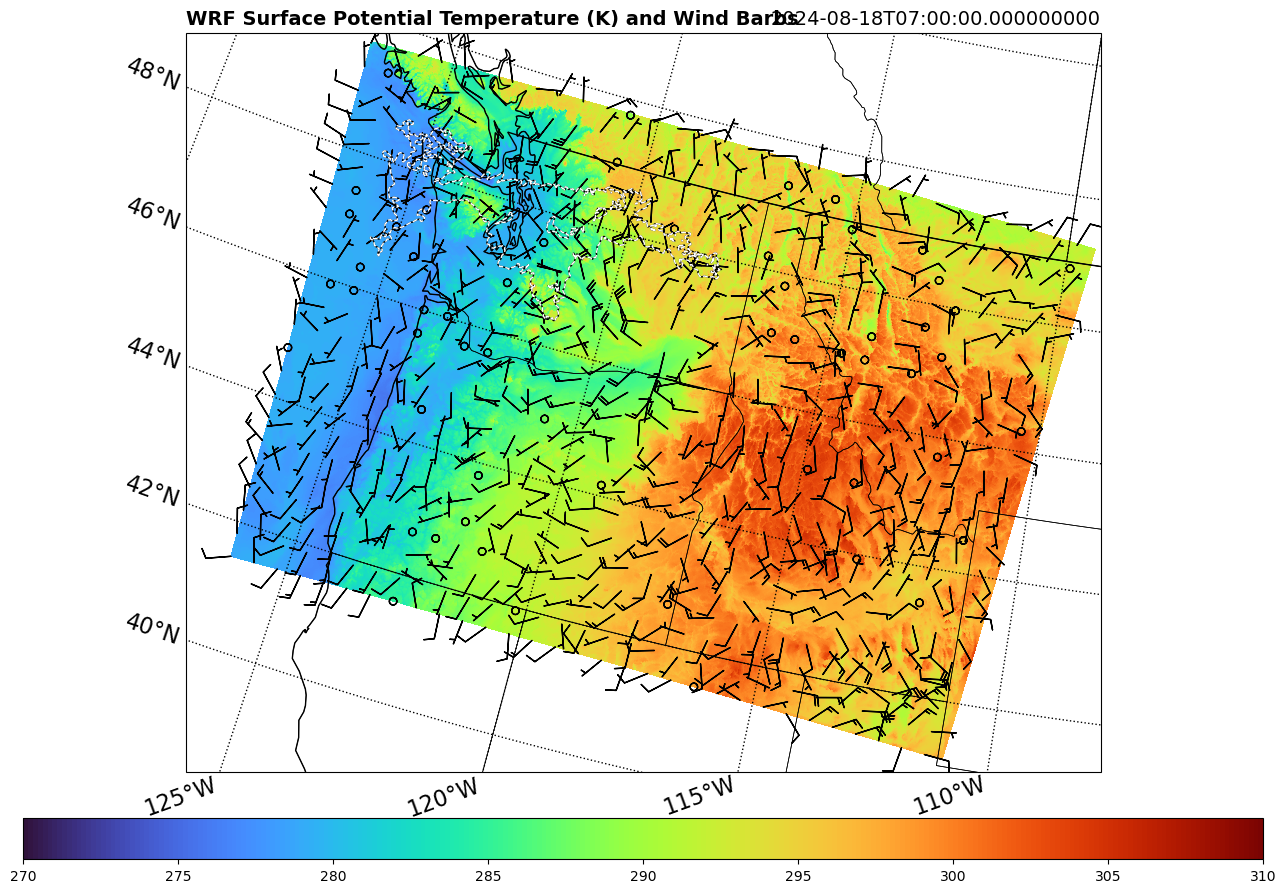 WRF Surface Potential Temperature (K) and Wind Barbs
2024-08-18T07:00:00.000000000
48°N
46°N
44°N
42°N
40°N
125°W
120°W
115°W
110°W
270 275 280 285 290 295 300 305 310